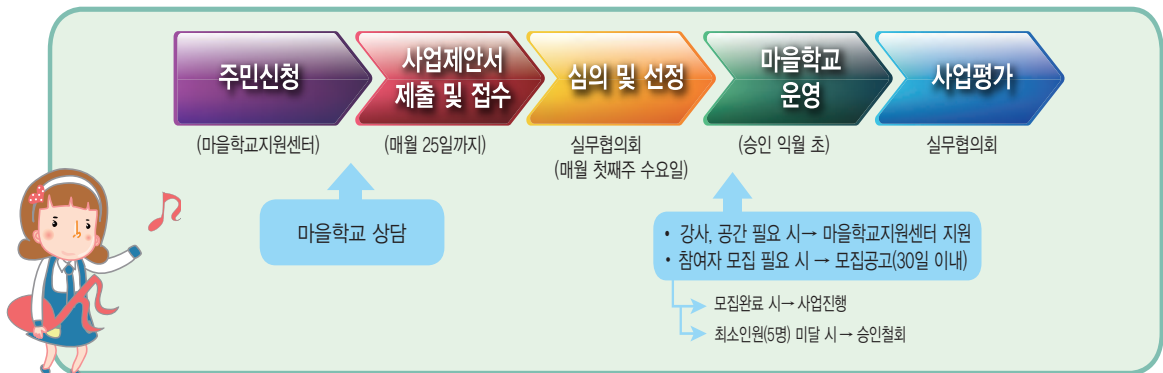 주민신청
사업제안서
제출 및 접수
심의 및 선정
마을학교
운영
사업평가
(마을학교지원센터)
(매월 25일까지)
실무협의회
(매월 첫째주 수요일)
(승인 익월 초)
실무협의회
마을학교 상담
• 강사, 공간 필요 시→ 마을학교지원센터 지원
• 참여자 모집 필요 시 → 모집공고(30일 이내)
모집완료 시→ 사업진행
최소인원(5명) 미달 시→ 승인철회